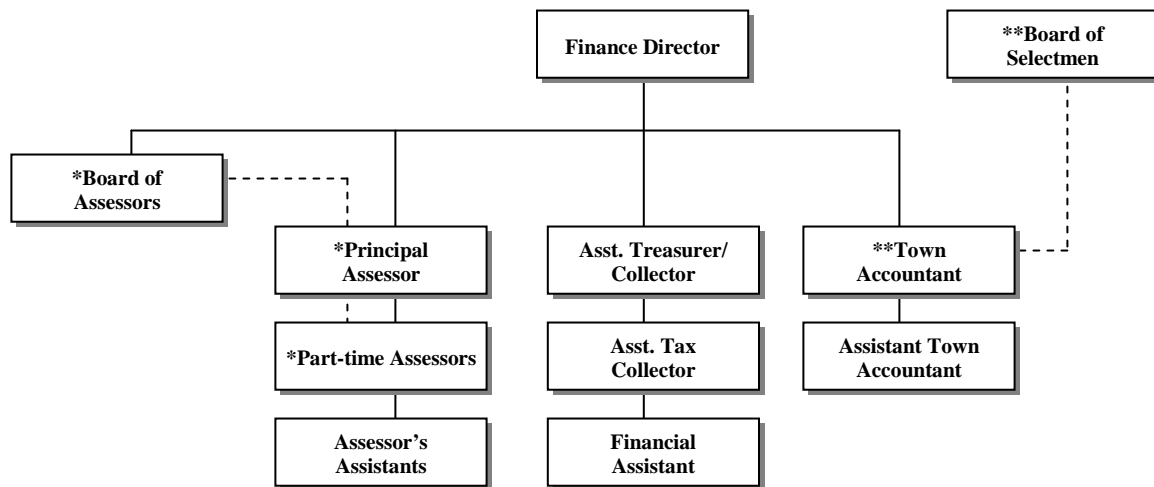 Finance Director
**Board of
Selectmen
*Board of
Assessors
*Principal
Assessor
Asst. Treasurer/
Collector
**Town
Accountant
*Part-time Assessors
Asst. Tax
Collector
Assistant Town
Accountant
Assessor’s
Assistants
Financial
Assistant